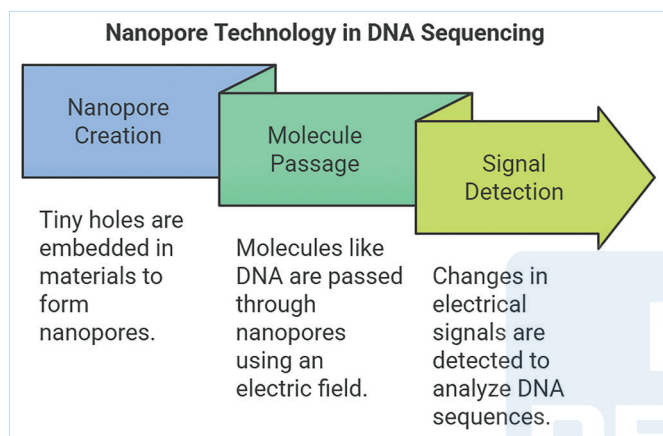 Nanopore Technology in DNA Sequencing
Nanopore
Creation
Molecule
Passage
Signal
Detection
Tiny holes are
embedded in
materials to
form
nanopores.
Molecules like
DNA are passed
through
nanopores
using an
electric field.
Changes in
electrical
signals are
detected to
analyze DNA
sequences.